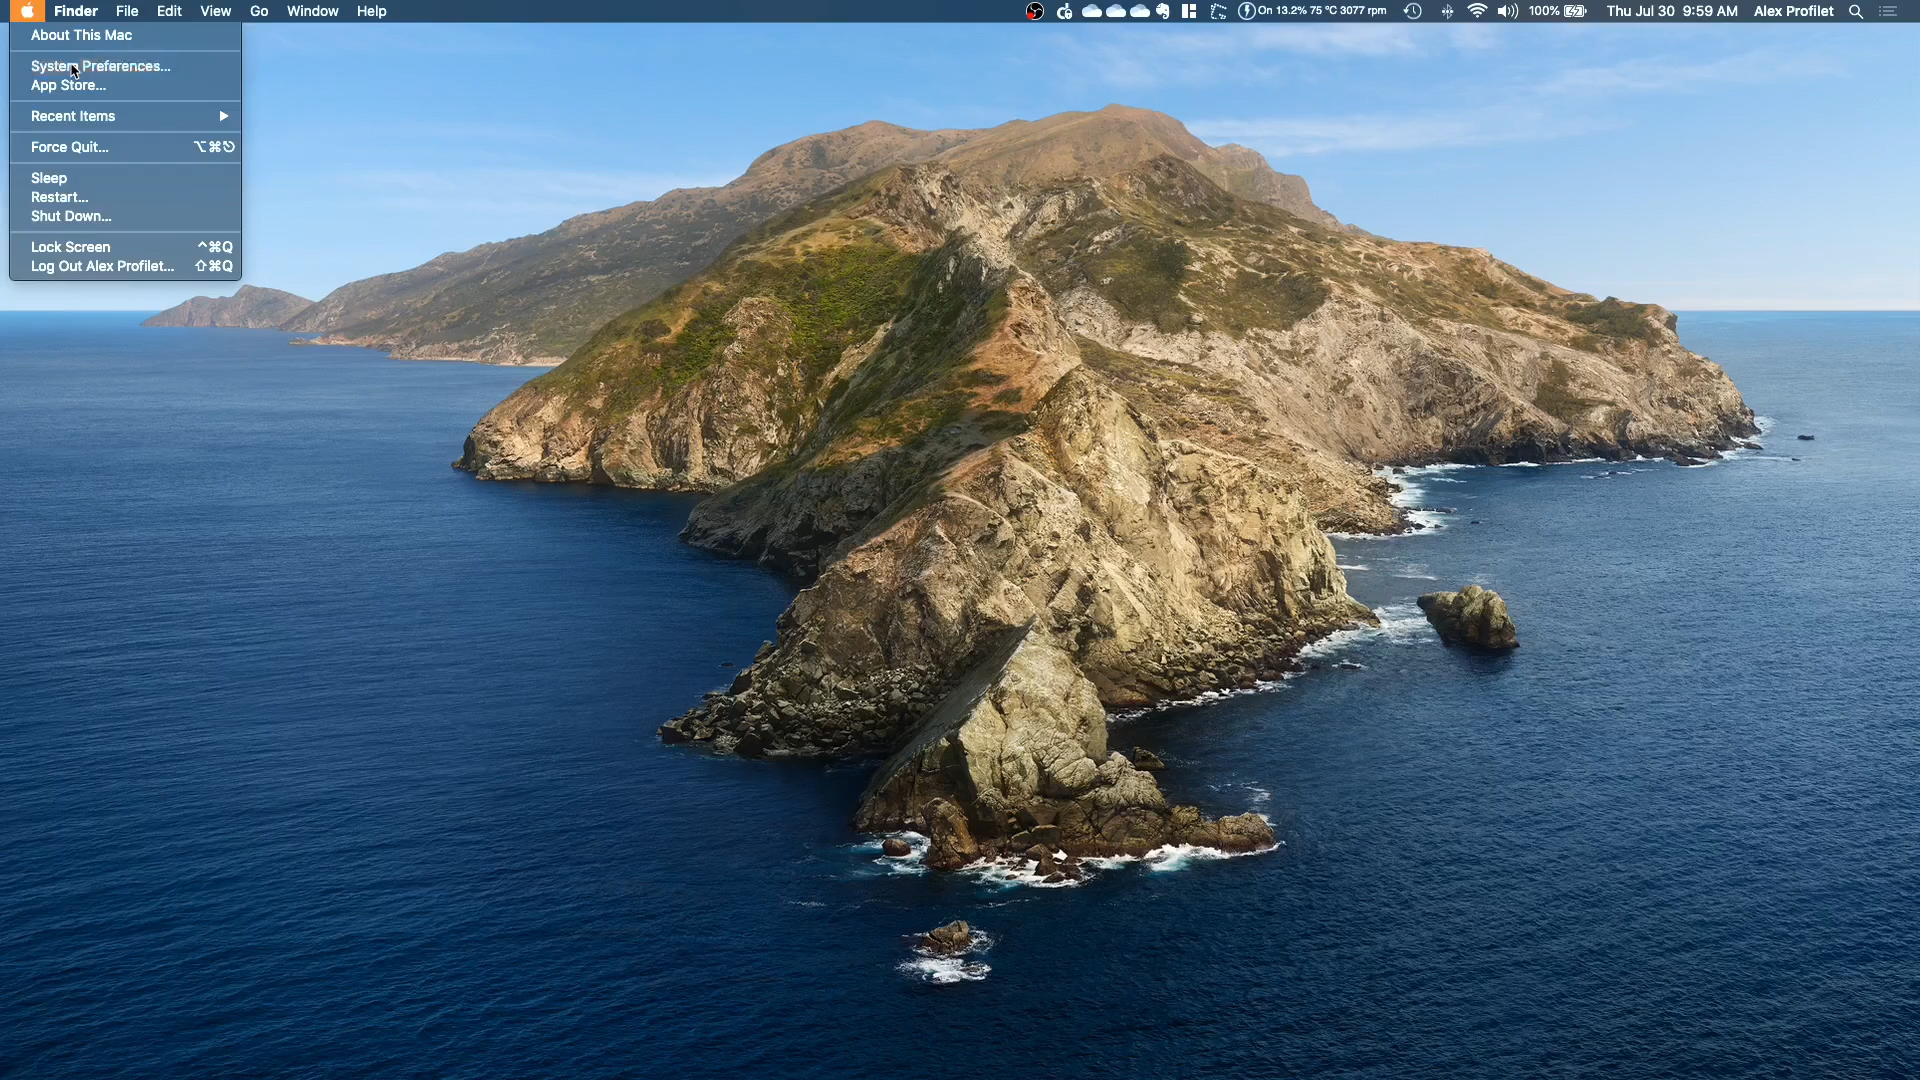 Finder File Edit View Go Window Help On 13.2% 75 °C 3077 rpm 100% Thu Jul 30 9:59 AM Alex Profilet
About This Mac
System Preferences...
App Store...
Recent Items
Force Quit... ⌥⌘⎋
Sleep
Restart...
Shut Down...
Lock Screen ^⌘Q
Log Out Alex Profilet... ⇧⌘Q